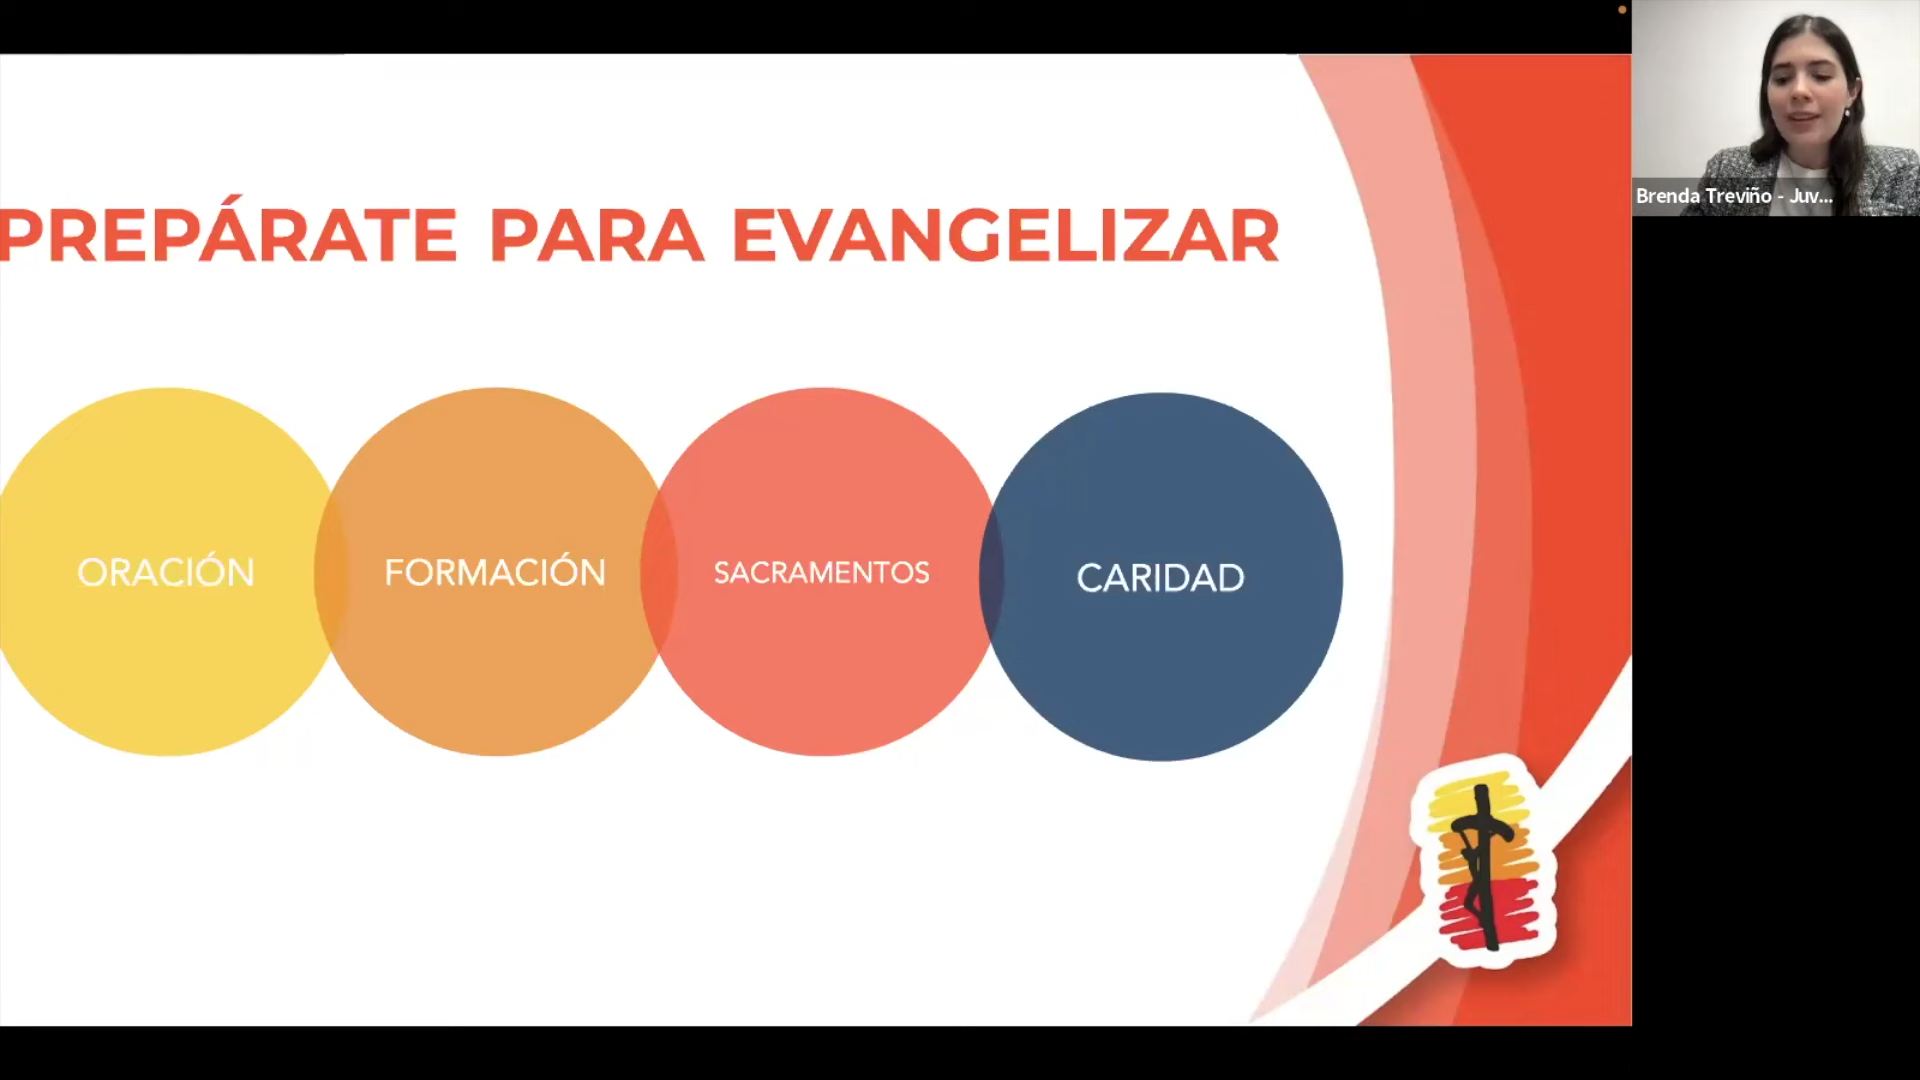 PREPÁRATE PARA EVANGELIZAR
ORACIÓN
FORMACIÓN
SACRAMENTOS
CARIDAD
Brenda Treviño - Juv...